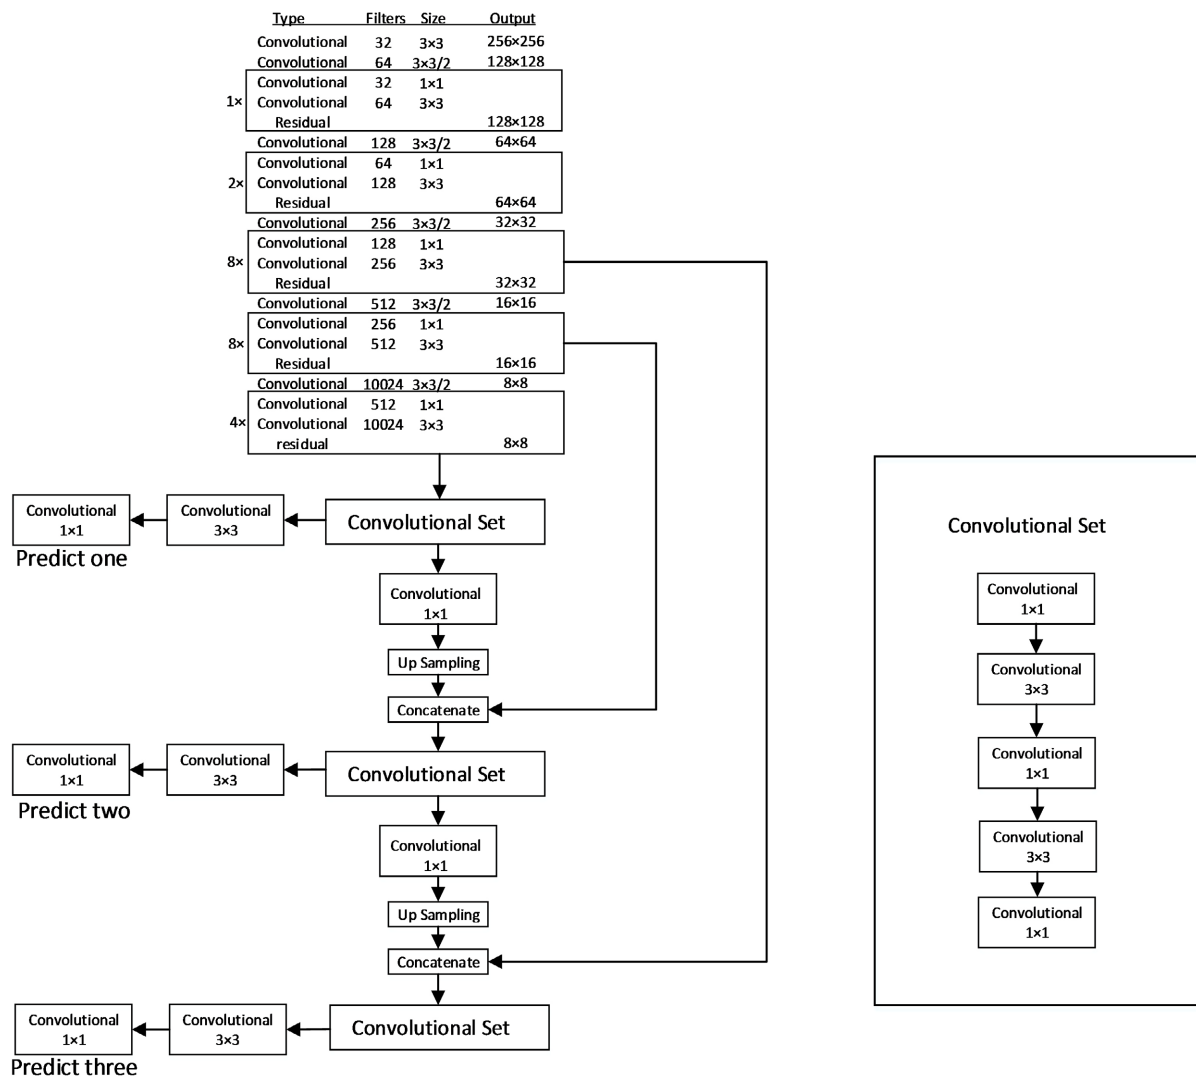 Type Filters Size Output
Convolutional 32 3×3 256×256
Convolutional 64 3×3/2 128×128
Convolutional 32 1×1
1× Convolutional 64 3×3
Residual 128×128
Convolutional 128 3×3/2 64×64
Convolutional 64 1×1
2× Convolutional 128 3×3
Residual 64×64
Convolutional 256 3×3/2 32×32
Convolutional 128 1×1
8× Convolutional 256 3×3
Residual 32×32
Convolutional 512 3×3/2 16×16
Convolutional 256 1×1
8× Convolutional 512 3×3
Residual 16×16
Convolutional 10024 3×3/2 8×8
Convolutional 512 1×1
4× Convolutional 10024 3×3
residual 8×8
Convolutional
1×1
Predict one
Convolutional
3×3
Convolutional Set
Convolutional
1×1
Up Sampling
Concatenate
Convolutional
1×1
Predict two
Convolutional
3×3
Convolutional Set
Convolutional
1×1
Up Sampling
Concatenate
Convolutional
1×1
Predict three
Convolutional
3×3
Convolutional Set
Convolutional Set
Convolutional
1×1
Convolutional
3×3
Convolutional
1×1
Convolutional
3×3
Convolutional
1×1